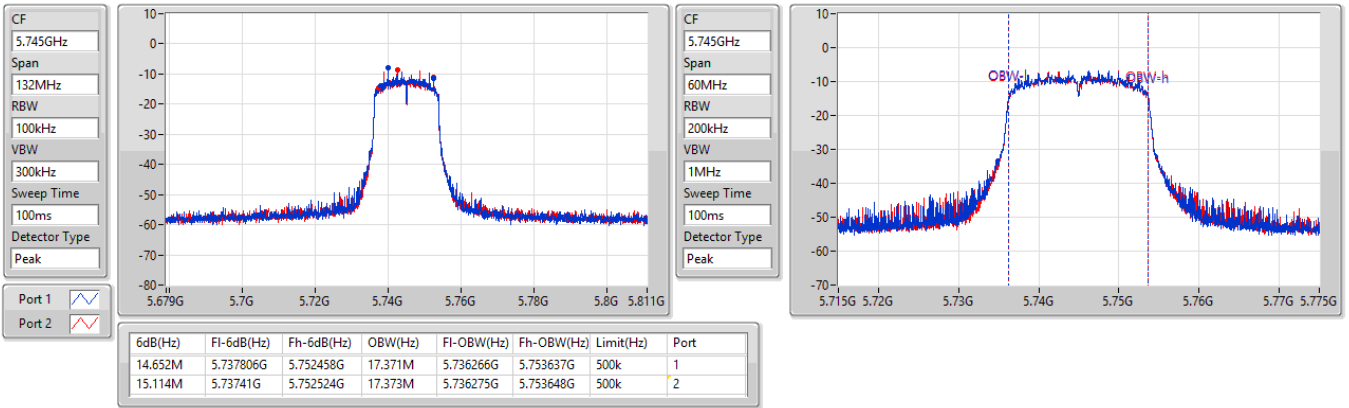 CF
5.745GHz
Span
132MHz
RBW
100kHz
VBW
300kHz
Sweep Time
100ms
Detector Type
Peak
Port 1
Port 2
10
0
-10
-20
-30
-40
-50
-60
-70
-80
5.679G 5.7G 5.72G 5.74G 5.76G 5.78G 5.8G 5.811G
CF
5.745GHz
Span
60MHz
RBW
200kHz
VBW
1MHz
Sweep Time
100ms
Detector Type
Peak
10
0
-10
-20
-30
-40
-50
-60
-70
OBW- OBW-h
5.715G 5.72G 5.73G 5.74G 5.75G 5.76G 5.77G 5.775G
6dB(Hz) Fl-6dB(Hz) Fh-6dB(Hz) OBW(Hz) Fl-OBW(Hz) Fh-OBW(Hz) Limit(Hz) Port
14.652M 5.737806G 5.752458G 17.371M 5.736266G 5.753637G 500k 1
15.114M 5.73741G 5.752524G 17.373M 5.736275G 5.753648G 500k 2